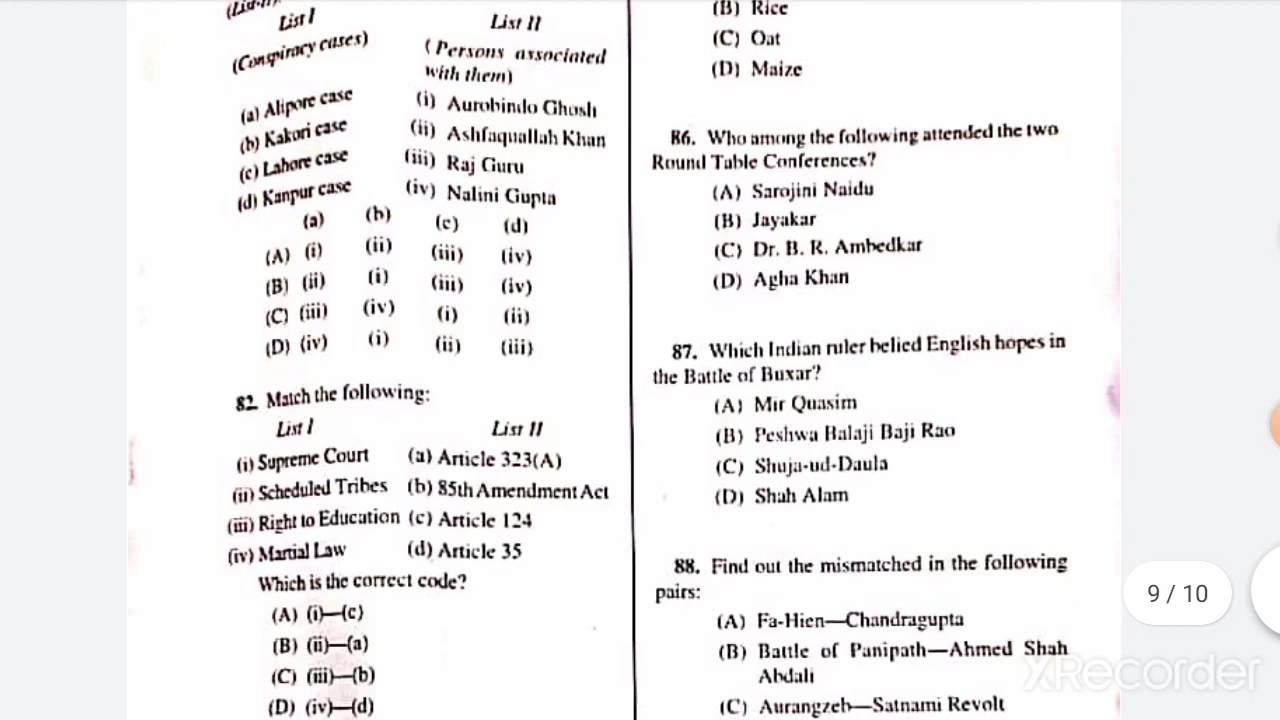 List I
List II
(Conspiracy cases)
(Persons associated
with them)
(a) Alipore case
(i) Aurobindo Ghosh
(b) Kakori case
(ii) Ashfaquallah Khan
(c) Lahore case
(iii) Raj Guru
(d) Kanpur case
(iv) Nalini Gupta
(a) (b) (c) (d)
(A) (i) (ii) (iii) (iv)
(B) (ii) (i) (iii) (iv)
(C) (iii) (iv) (i) (ii)
(D) (iv) (i) (ii) (iii)
82. Match the following:
List I List II
(i) Supreme Court (a) Article 323(A)
(ii) Scheduled Tribes (b) 85th Amendment Act
(iii) Right to Education (c) Article 124
(iv) Martial Law (d) Article 35
Which is the correct code?
(A) (i)—(c)
(B) (ii)—(a)
(C) (iii)—(b)
(D) (iv)—(d)
(B) Rice
(C) Oat
(D) Maize
86. Who among the following attended the two
Round Table Conferences?
(A) Sarojini Naidu
(B) Jayakar
(C) Dr. B. R. Ambedkar
(D) Agha Khan
87. Which Indian ruler belied English hopes in
the Battle of Buxar?
(A) Mir Quasim
(B) Peshwa Balaji Baji Rao
(C) Shuja-ud-Daula
(D) Shah Alam
88. Find out the mismatched in the following
pairs:
(A) Fa-Hien—Chandragupta
(B) Battle of Panipath—Ahmed Shah
Abdali
(C) Aurangzeb—Satnami Revolt
9 / 10
XRecorder